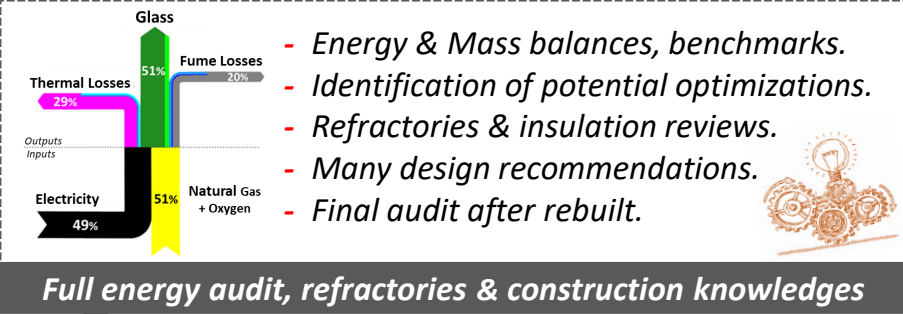 Glass
51%
Fume Losses
20%
Thermal Losses
29%
Outputs
Inputs
Electricity
49%
51%
Natural Gas
+ Oxygen
- Energy & Mass balances, benchmarks.
- Identification of potential optimizations.
- Refractories & insulation reviews.
- Many design recommendations.
- Final audit after rebuilt.
Full energy audit, refractories & construction knowledges